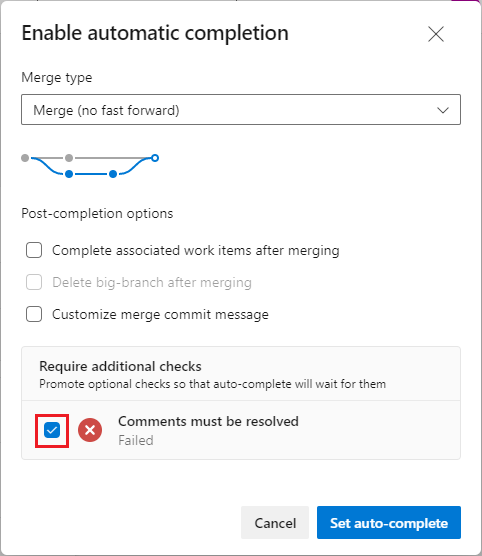 Enable automatic completion
Merge type
Merge (no fast forward)
Post-completion options
Complete associated work items after merging
Delete big-branch after merging
Customize merge commit message
Require additional checks
Promote optional checks so that auto-complete will wait for them
Comments must be resolved
Failed
Cancel
Set auto-complete